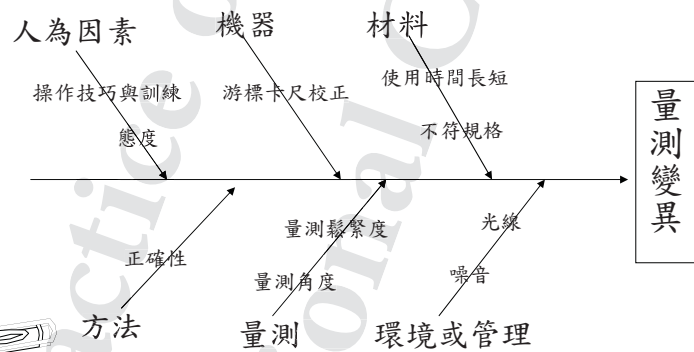 人為因素
機器
材料
操作技巧與訓練
態度
游標卡尺校正
使用時間長短
不符規格
量測變異
正確性
量測鬆緊度
量測角度
光線
噪音
方法
量測
環境或管理